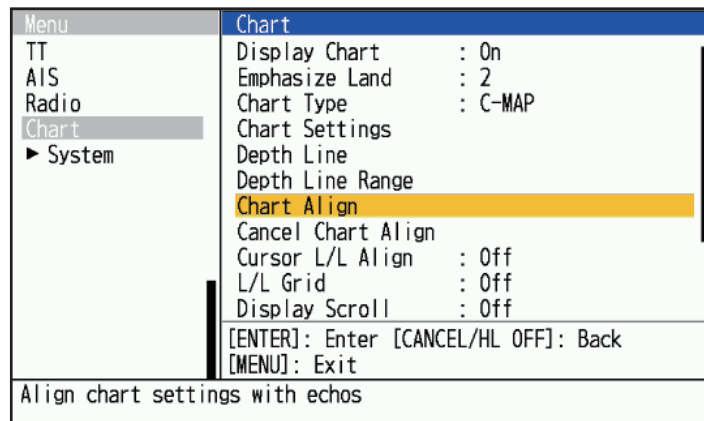 Menu
TT
AIS
Radio
Chart
► System
Chart
Display Chart : On
Emphasize Land : 2
Chart Type : C-MAP
Chart Settings
Depth Line
Depth Line Range
Chart Align
Cancel Chart Align
Cursor L/L Align : Off
L/L Grid : Off
Display Scroll : Off
[ENTER]: Enter [CANCEL/HL OFF]: Back
[MENU]: Exit
Align chart settings with echos